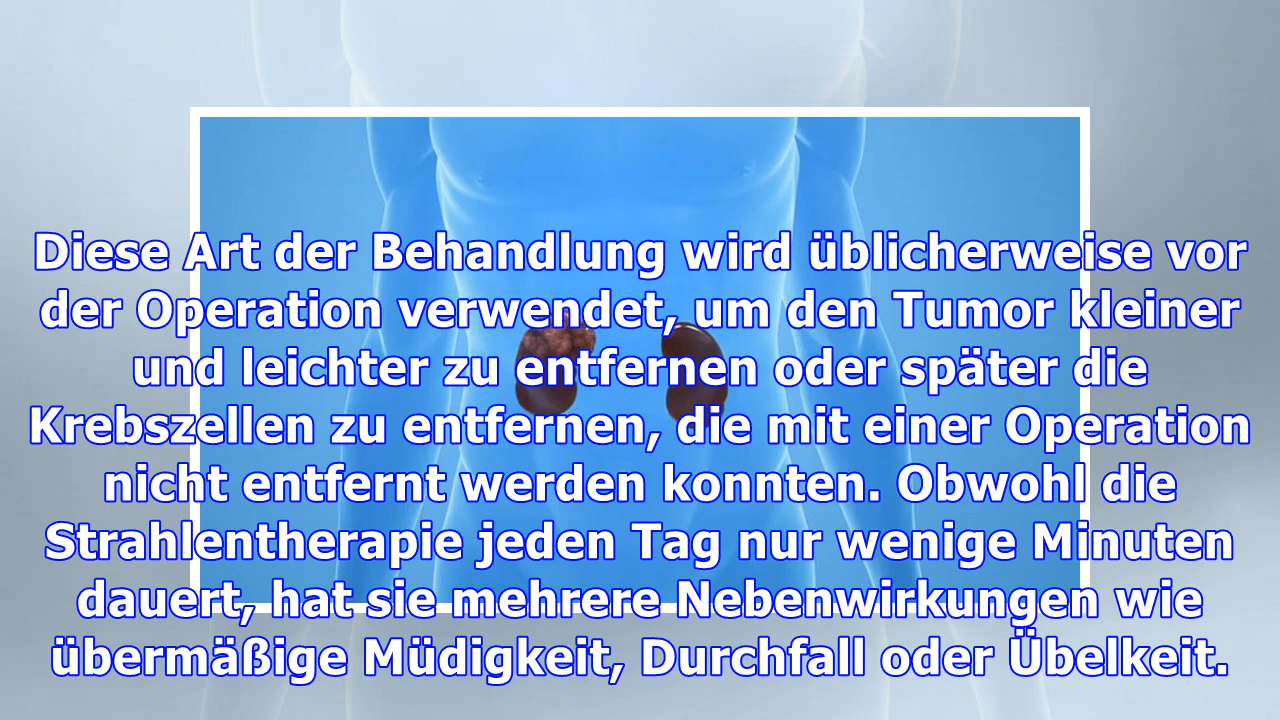 Diese Art der Behandlung wird üblicherweise vor
der Operation verwendet, um den Tumor kleiner
und leichter zu entfernen oder später die
Krebszellen zu entfernen, die mit einer Operation
nicht entfernt werden konnten. Obwohl die
Strahlentherapie jeden Tag nur wenige Minuten
dauert, hat sie mehrere Nebenwirkungen wie
übermäßige Müdigkeit, Durchfall oder Übelkeit.